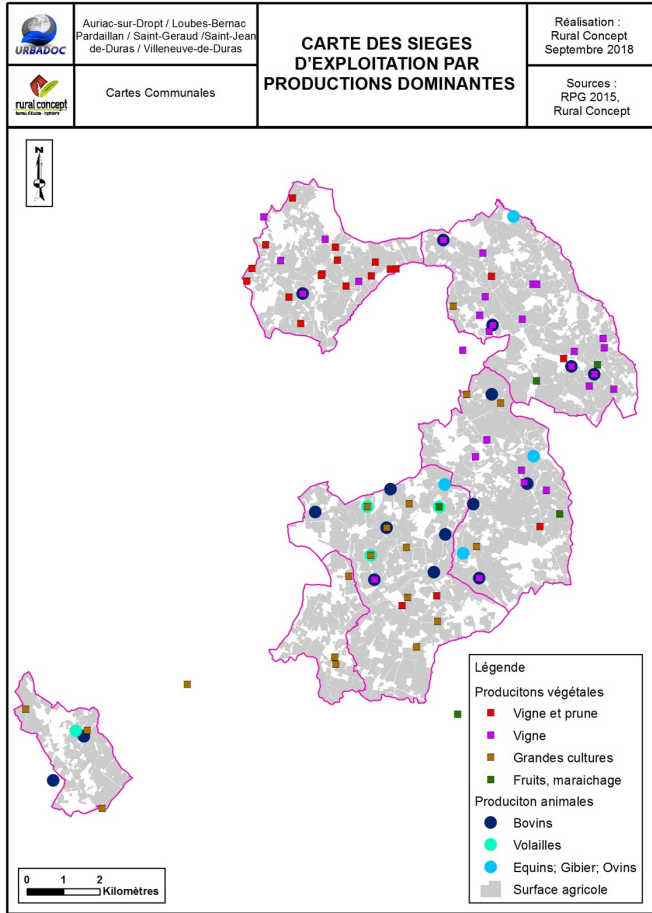 URBADOC
Auriac-sur-Dropt / Loubes-Bernac
Pardaillan / Saint-Geraud /Saint-Jean
de-Duras / Villeneuve-de-Duras
CARTE DES SIEGES
D'EXPLOITATION PAR
PRODUCTIONS DOMINANTES
Réalisation :
Rural Concept
Septembre 2018
rural concept
Cartes Communales
Sources :
RPG 2015,
Rural Concept
N
Légende
Producitons végétales
Vigne et prune
Vigne
Grandes cultures
Fruits, maraichage
Produciton animales
Bovins
Volailles
Equins; Gibier; Ovins
Surface agricole
0 1 2
Kilomètres